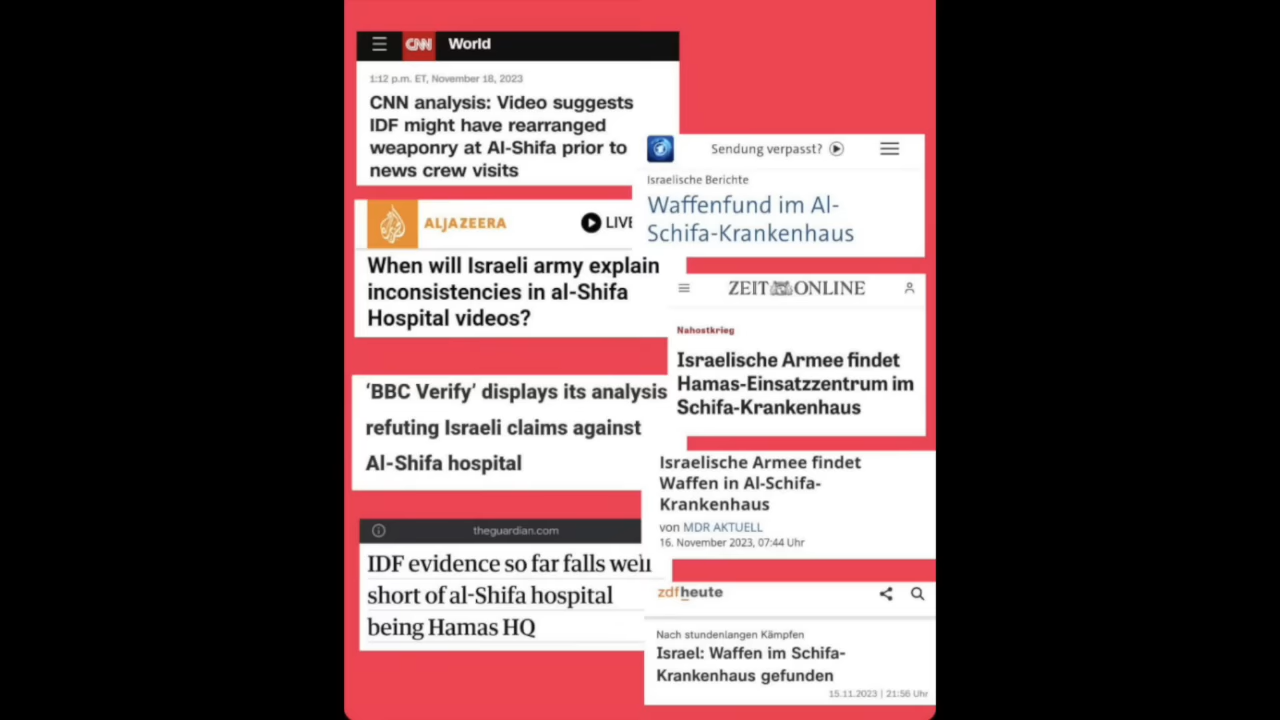 CNN World
1:12 p.m. ET, November 18, 2023
CNN analysis: Video suggests
IDF might have rearranged
weaponry at Al-Shifa prior to
news crew visits
ALJAZEERA LIVE
When will Israeli army explain
inconsistencies in al-Shifa
Hospital videos?
‘BBC Verify’ displays its analysis
refuting Israeli claims against
Al-Shifa hospital
theguardian.com
IDF evidence so far falls well
short of al-Shifa hospital
being Hamas HQ
Sendung verpasst?
Israelische Berichte
Waffenfund im Al-
Schifa-Krankenhaus
ZEIT ONLINE
Nahostkrieg
Israelische Armee findet
Hamas-Einsatzzentrum im
Schifa-Krankenhaus
Israelische Armee findet
Waffen in Al-Schifa-
Krankenhaus
von MDR AKTUELL
16. November 2023, 07:44 Uhr
zdfheute
Nach stundenlangen Kämpfen
Israel: Waffen im Schifa-
Krankenhaus gefunden
15.11.2023 | 21:56 Uhr